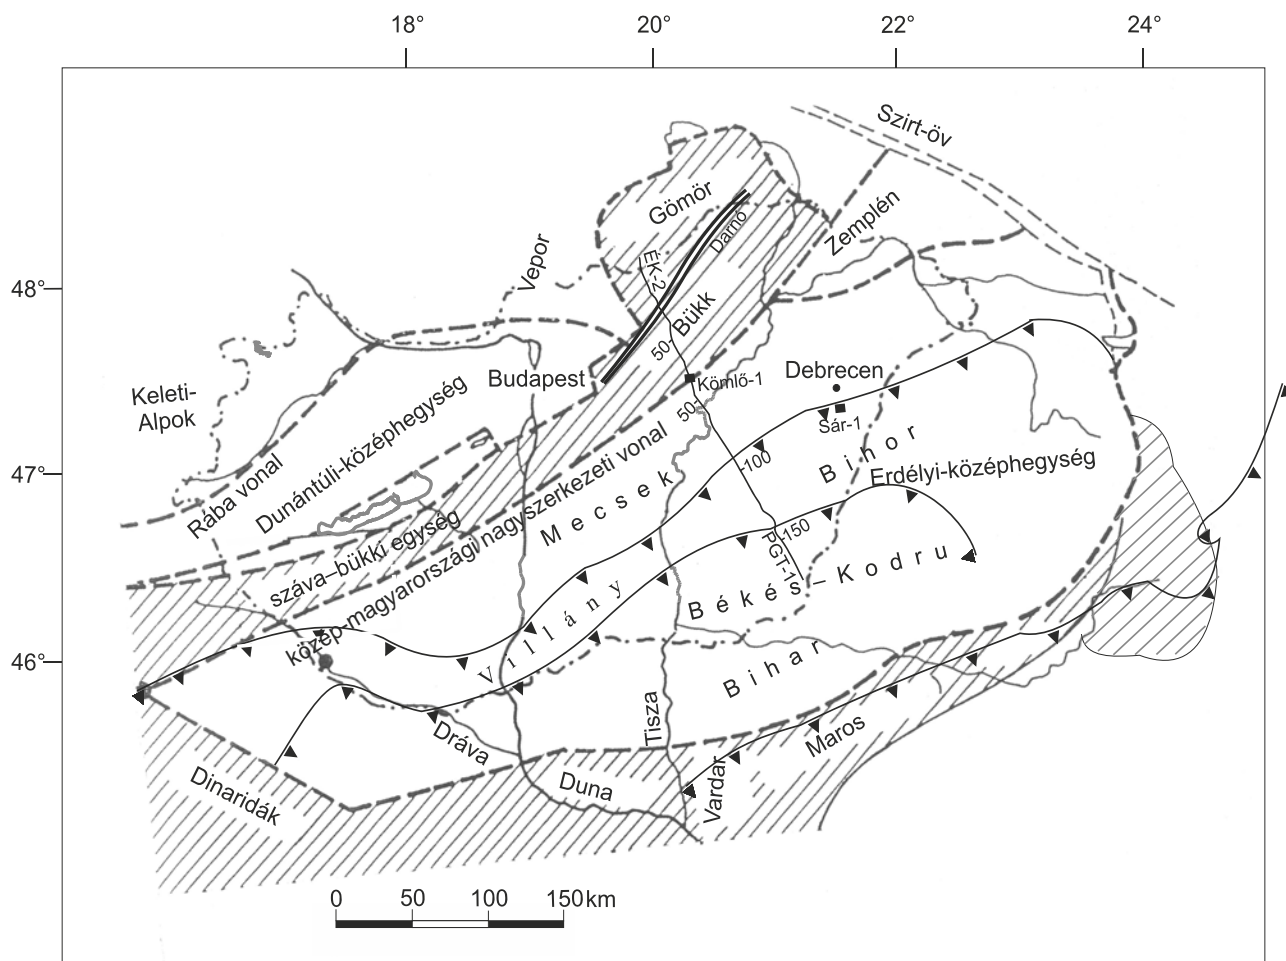 18°
20°
22°
24°
48°
47°
46°
Szirt-öv
Gömör
Zemplén
Darnó
Vepor
ÉK-2
Bükk
50
Keleti-
Alpok
Budapest
Kömlő-1
50
Debrecen
Sár-1
Rába vonal
Dunántúli-középhegység
száva–bükki egység
közép-magyarországi nagyszerkezeti vonal
Mecsek
-100
Bihor
Erdélyi-középhegység
-150
PGT-1
Villány
Békés–Kodru
Bihar
Tisza
Dráva
Duna
Vardar
Maros
Dinaridák
0 50 100 150 km